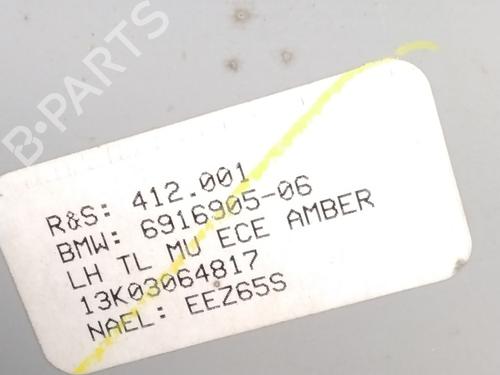 B-PARTS
R&S: 412.001
BMW: 6916905-06
LH TL MU ECE AMBER
13K03064817
NAEL: EEZ65S